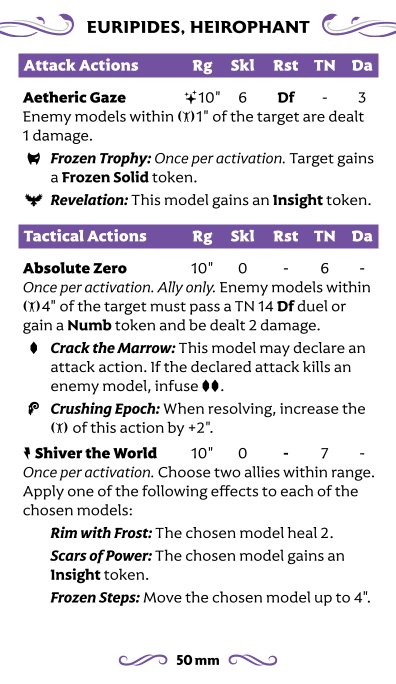 EURIPIDES, HEIROPHANT
Attack Actions Rg Skl Rst TN Da
Aetheric Gaze 10" 6 Df - 3
Enemy models within 1" of the target are dealt
1 damage.
Frozen Trophy: Once per activation. Target gains
a Frozen Solid token.
Revelation: This model gains an Insight token.
Tactical Actions Rg Skl Rst TN Da
Absolute Zero 10" 0 - 6 -
Once per activation. Ally only. Enemy models within
4" of the target must pass a TN 14 Df duel or
gain a Numb token and be dealt 2 damage.
Crack the Marrow: This model may declare an
attack action. If the declared attack kills an
enemy model, infuse .
Crushing Epoch: When resolving, increase the
of this action by +2".
Shiver the World 10" 0 - 7 -
Once per activation. Choose two allies within range.
Apply one of the following effects to each of the
chosen models:
Rim with Frost: The chosen model heal 2.
Scars of Power: The chosen model gains an
Insight token.
Frozen Steps: Move the chosen model up to 4".
50 mm